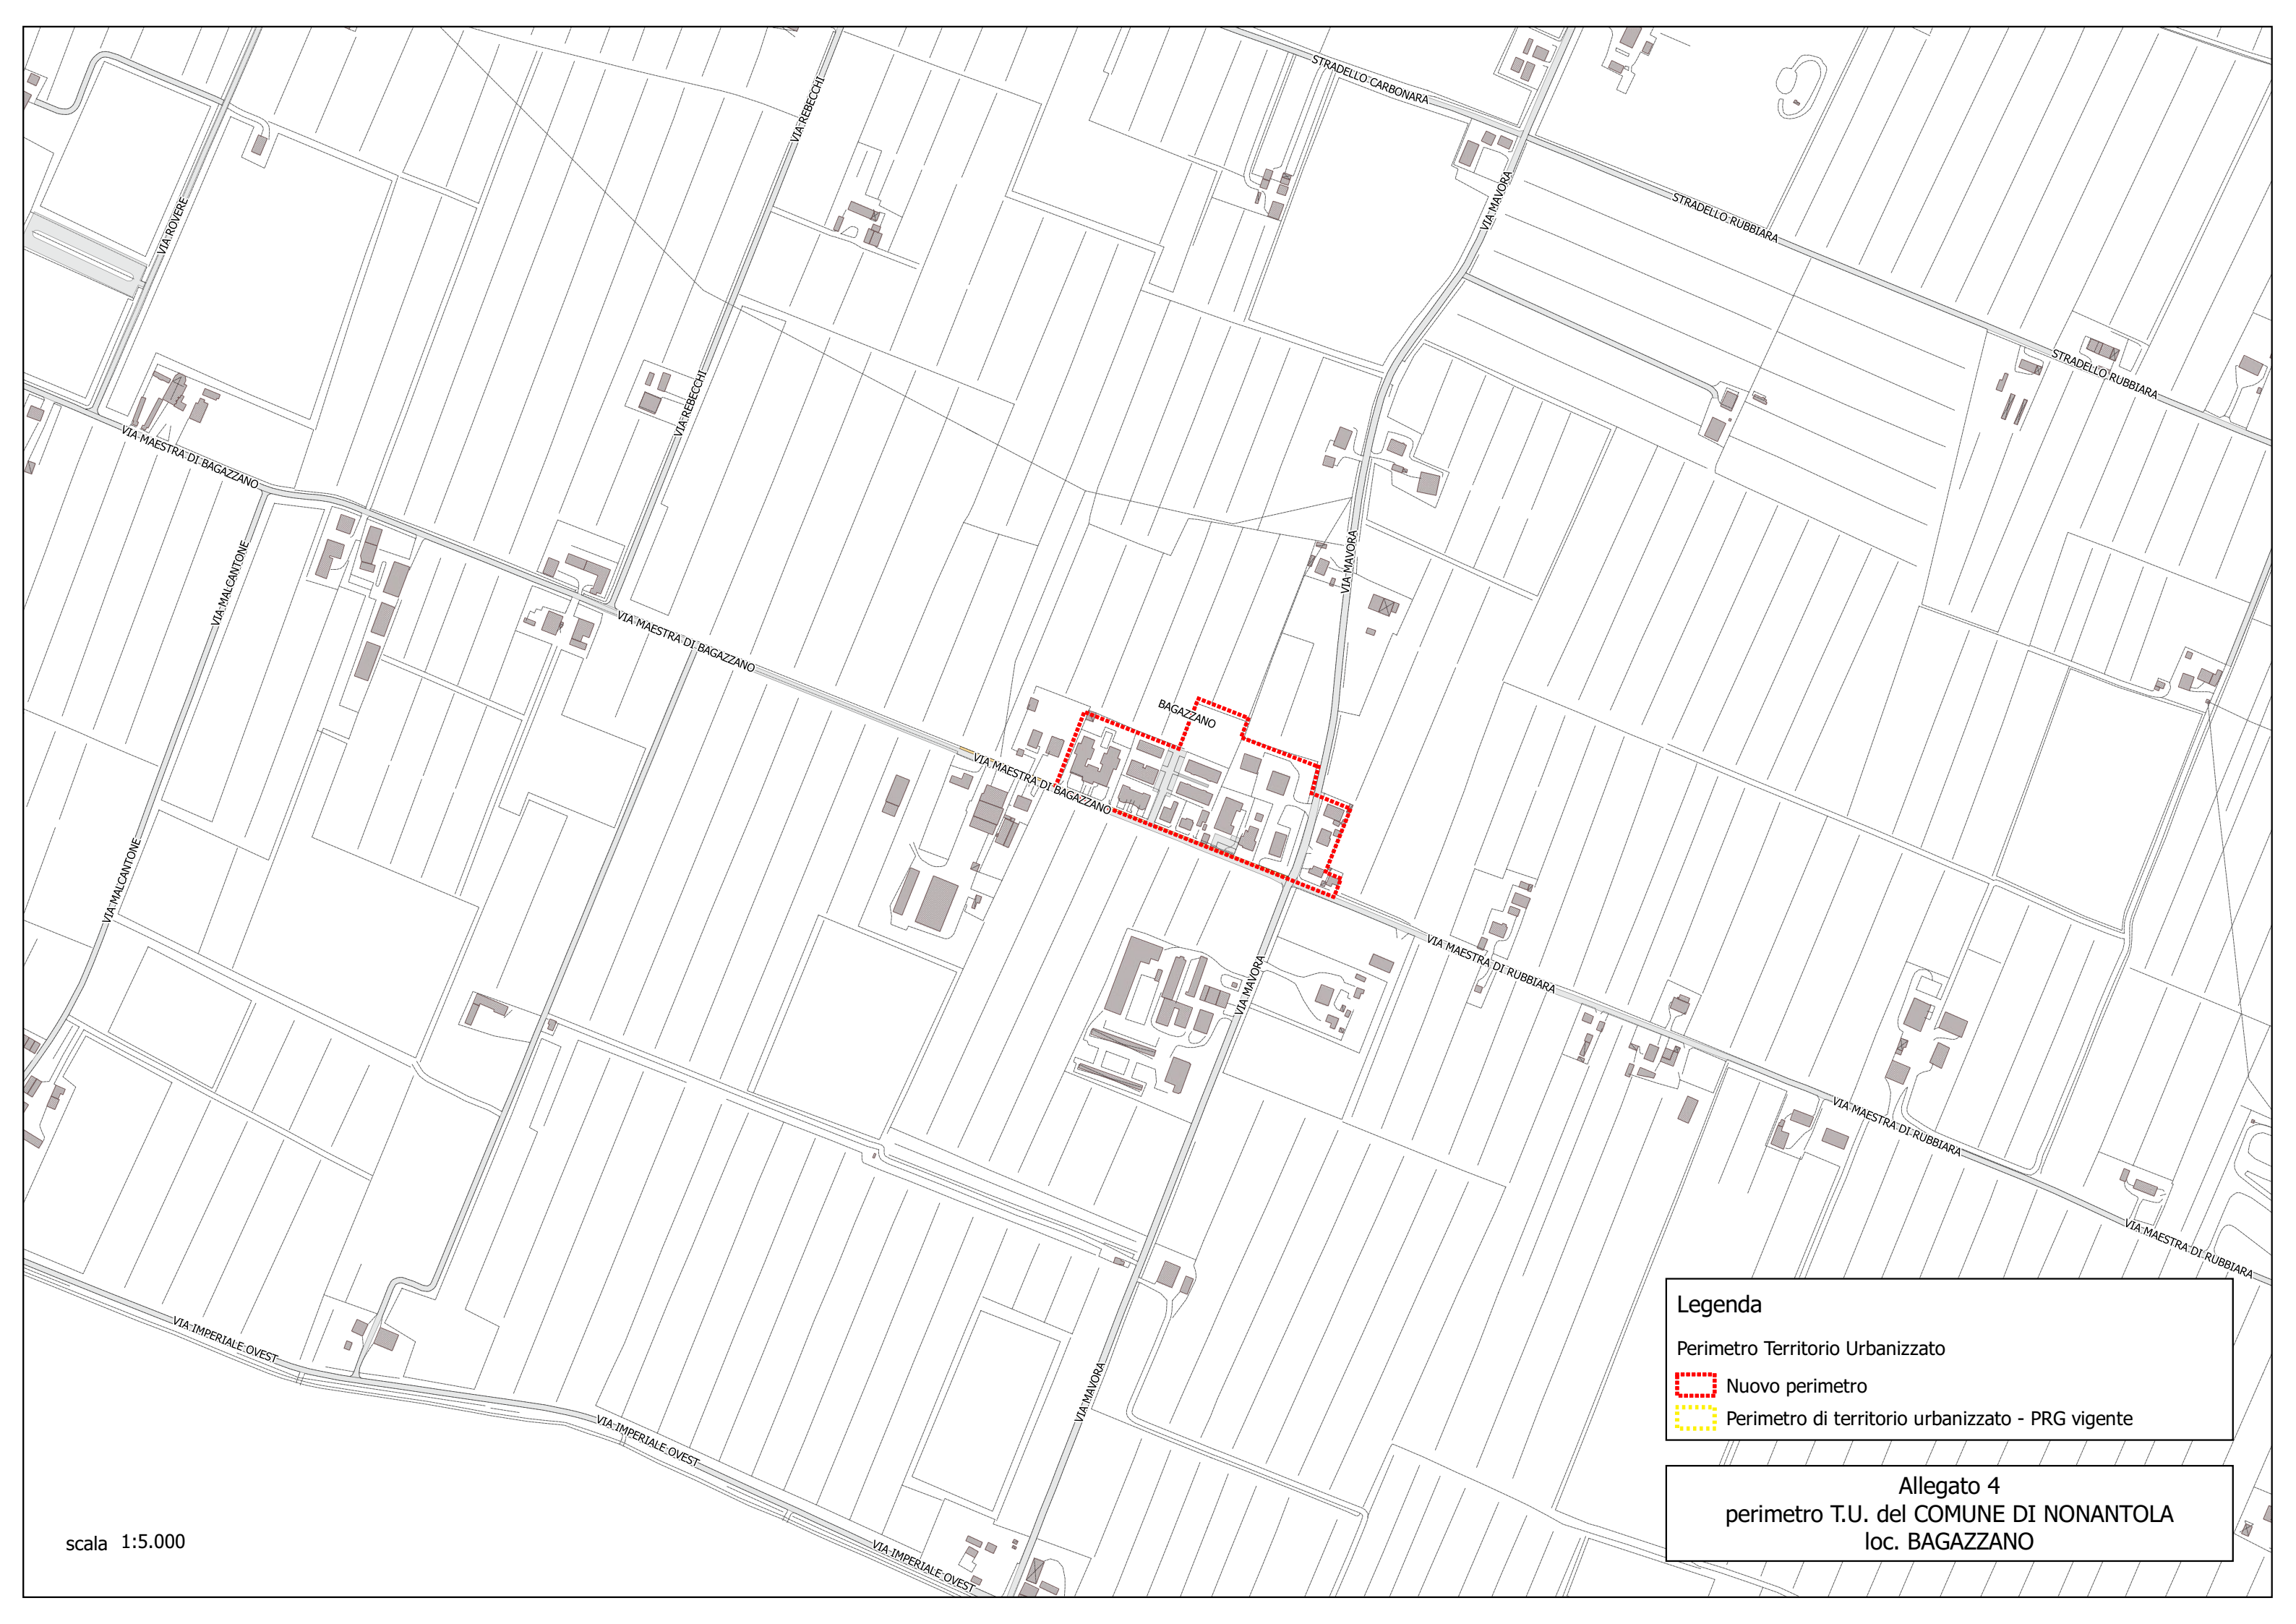 STRADELLO CARBONARA
VIA REBECCHI
VIA MAVORA
VIA ROVERE
STRADELLO RUBBIARA
STRADELLO RUBBIARA
VIA REBECCHI
VIA MAESTRA DI BAGAZZANO
VIA MALCANTONE
VIA MAVORA
VIA MAESTRA DI BAGAZZANO
BAGAZZANO
VIA MAESTRA DI BAGAZZANO
VIA MALCANTONE
VIA MAVORA
VIA MAESTRA DI RUBBIARA
VIA MAESTRA DI RUBBIARA
VIA MAESTRA DI RUBBIARA
VIA IMPERIALE OVEST
VIA MAVORA
VIA IMPERIALE OVEST
VIA IMPERIALE OVEST
Legenda
Perimetro Territorio Urbanizzato
Nuovo perimetro
Perimetro di territorio urbanizzato - PRG vigente
Allegato 4
perimetro T.U. del COMUNE DI NONANTOLA
loc. BAGAZZANO
scala 1:5.000